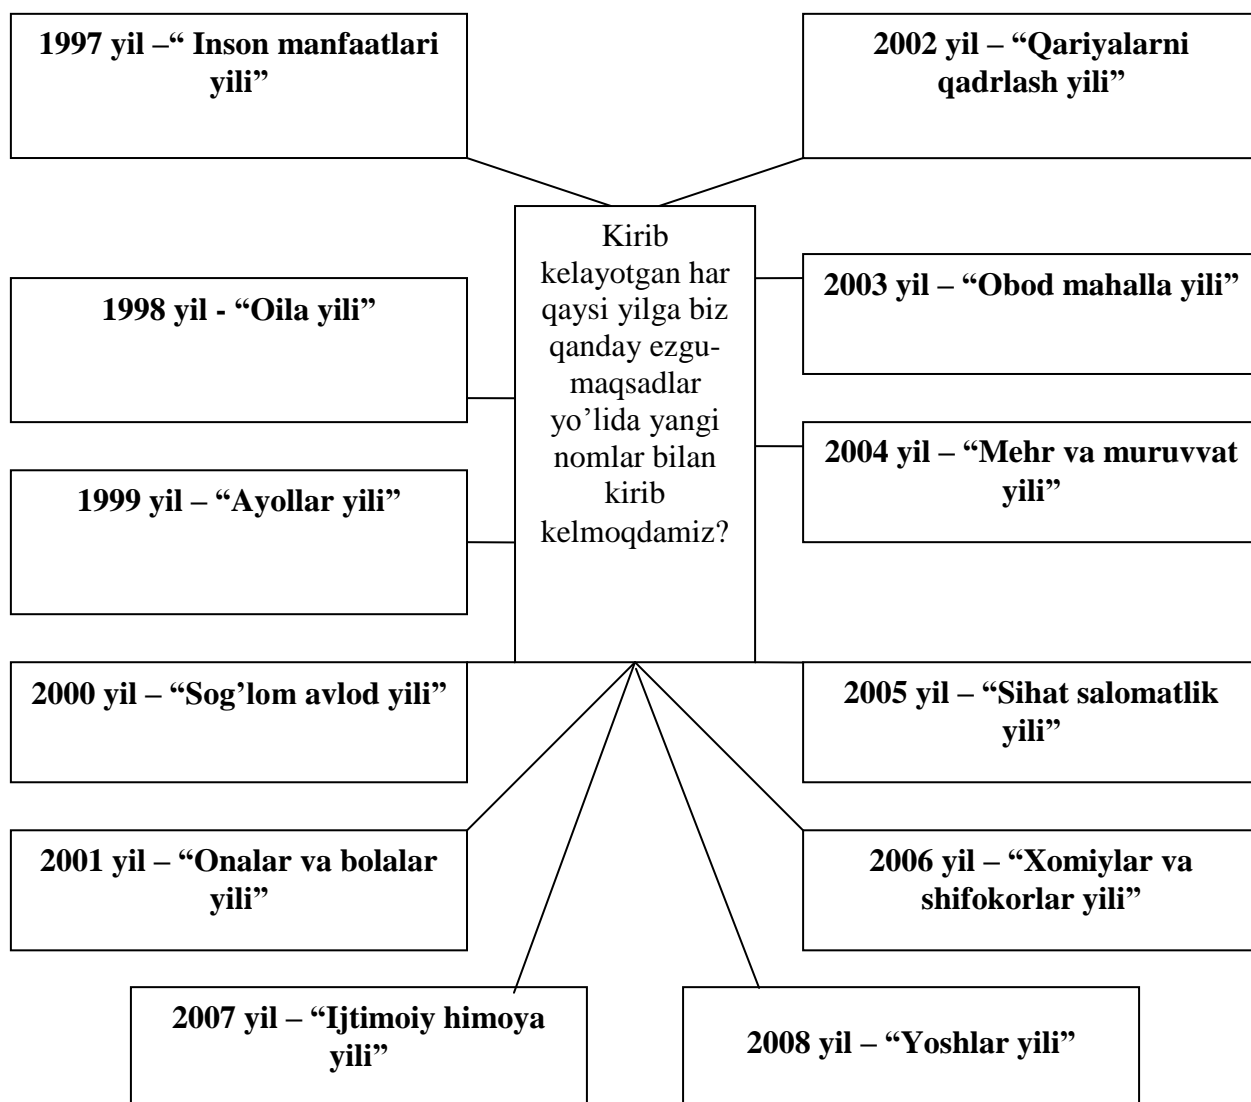 1997 yil –“ Inson manfaatlari
yili”
2002 yil – “Qariyalarni
qadrlash yili”
Kirib
kelayotgan har
qaysi yilga biz
qanday ezgu-
maqsadlar
yo’lida yangi
nomlar bilan
kirib
kelmoqdamiz?
1998 yil - “Oila yili”
2003 yil – “Obod mahalla yili”
1999 yil – “Ayollar yili”
2004 yil – “Mehr va muruvvat
yili”
2000 yil – “Sog’lom avlod yili”
2005 yil – “Sihat salomatlik
yili”
2001 yil – “Onalar va bolalar
yili”
2006 yil – “Xomiylar va
shifokorlar yili”
2007 yil – “Ijtimoiy himoya
yili”
2008 yil – “Yoshlar yili”